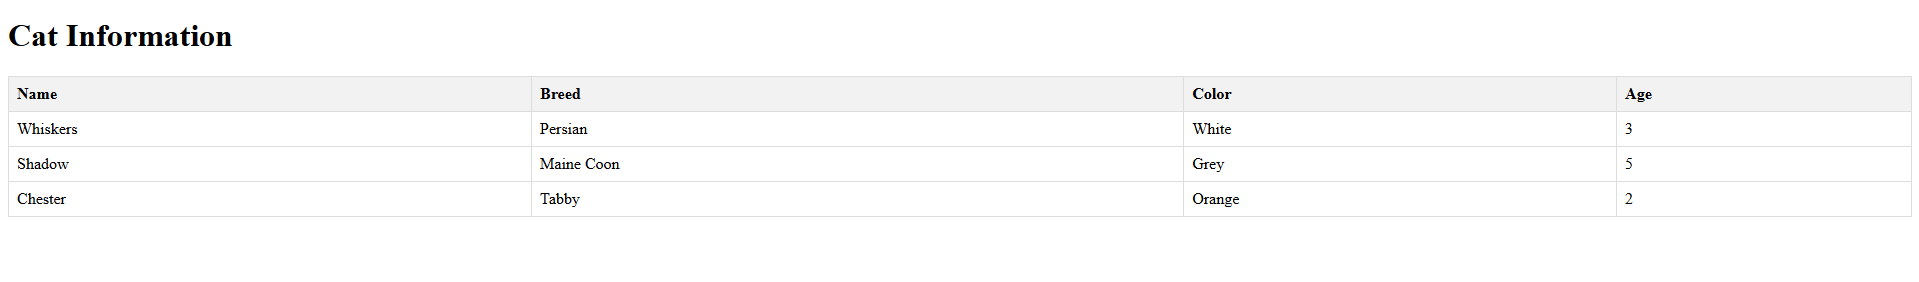 Cat Information
Name Breed Color Age
Whiskers Persian White 3
Shadow Maine Coon Grey 5
Chester Tabby Orange 2